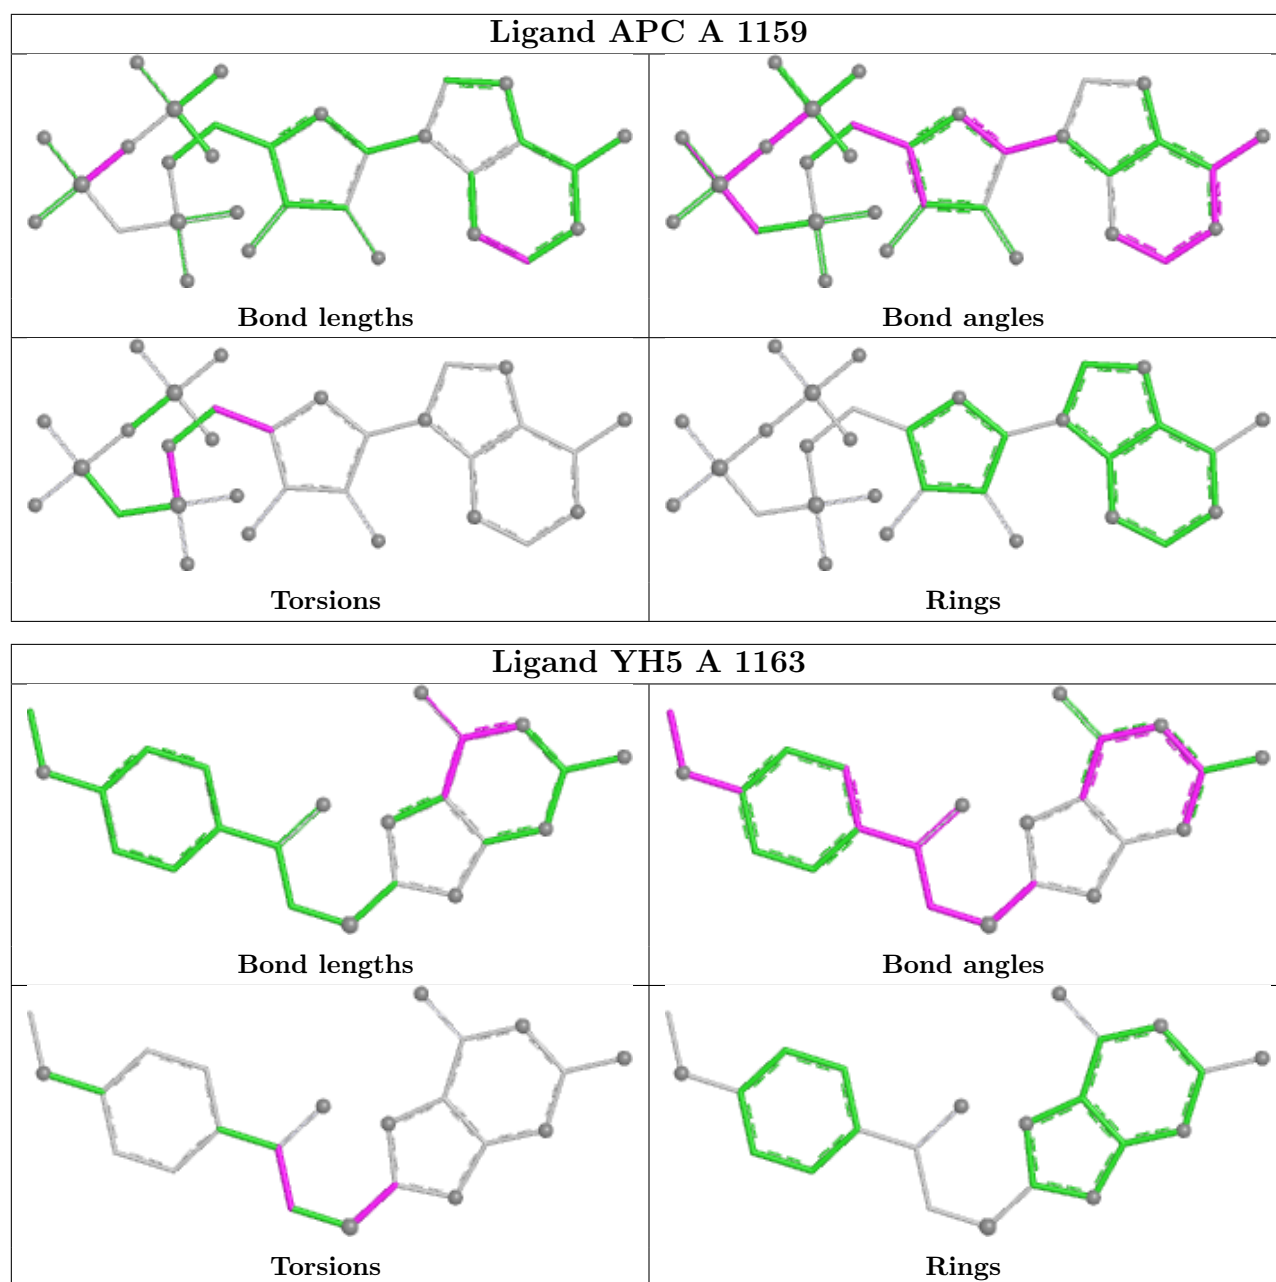 Ligand APC A 1159
Bond lengths
Bond angles
Torsions
Rings
Ligand YH5 A 1163
Bond lengths
Bond angles
Torsions
Rings